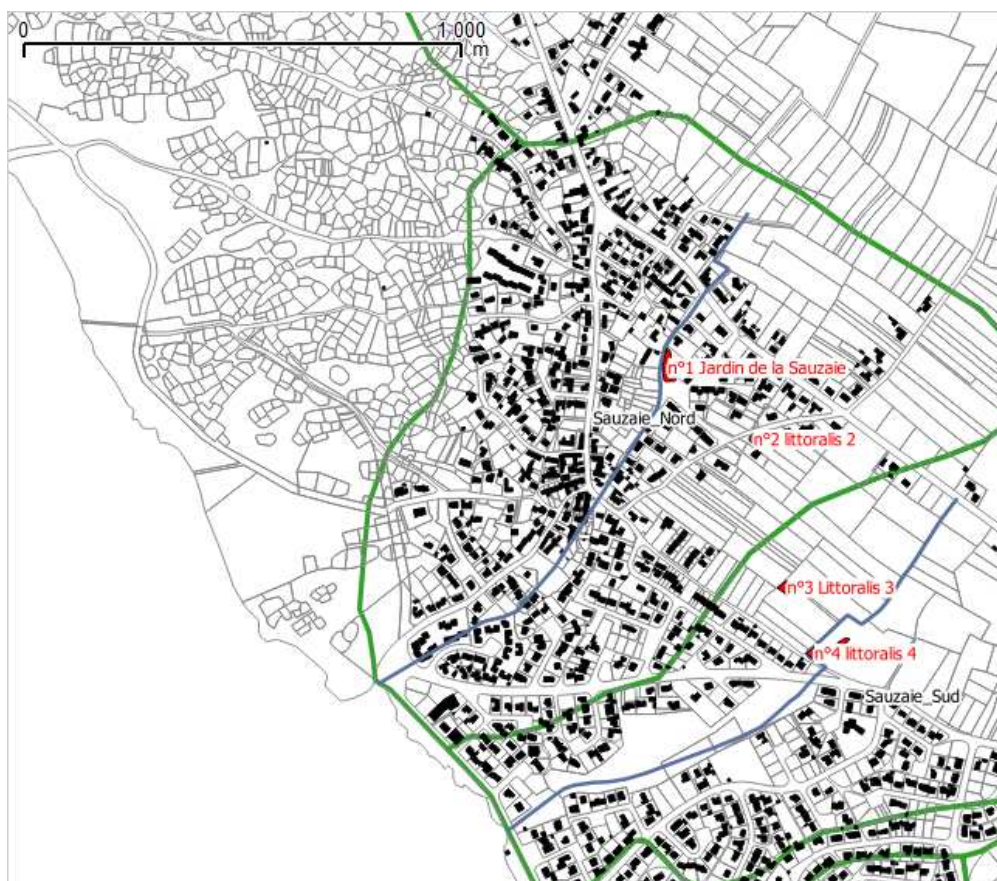 0
1 000
m
n°1 Jardin de la Sauzaie
Sauzaie_Nord
n°2 littoralis 2
n°3 Littoralis 3
n°4 littoralis 4
Sauzaie_Sud